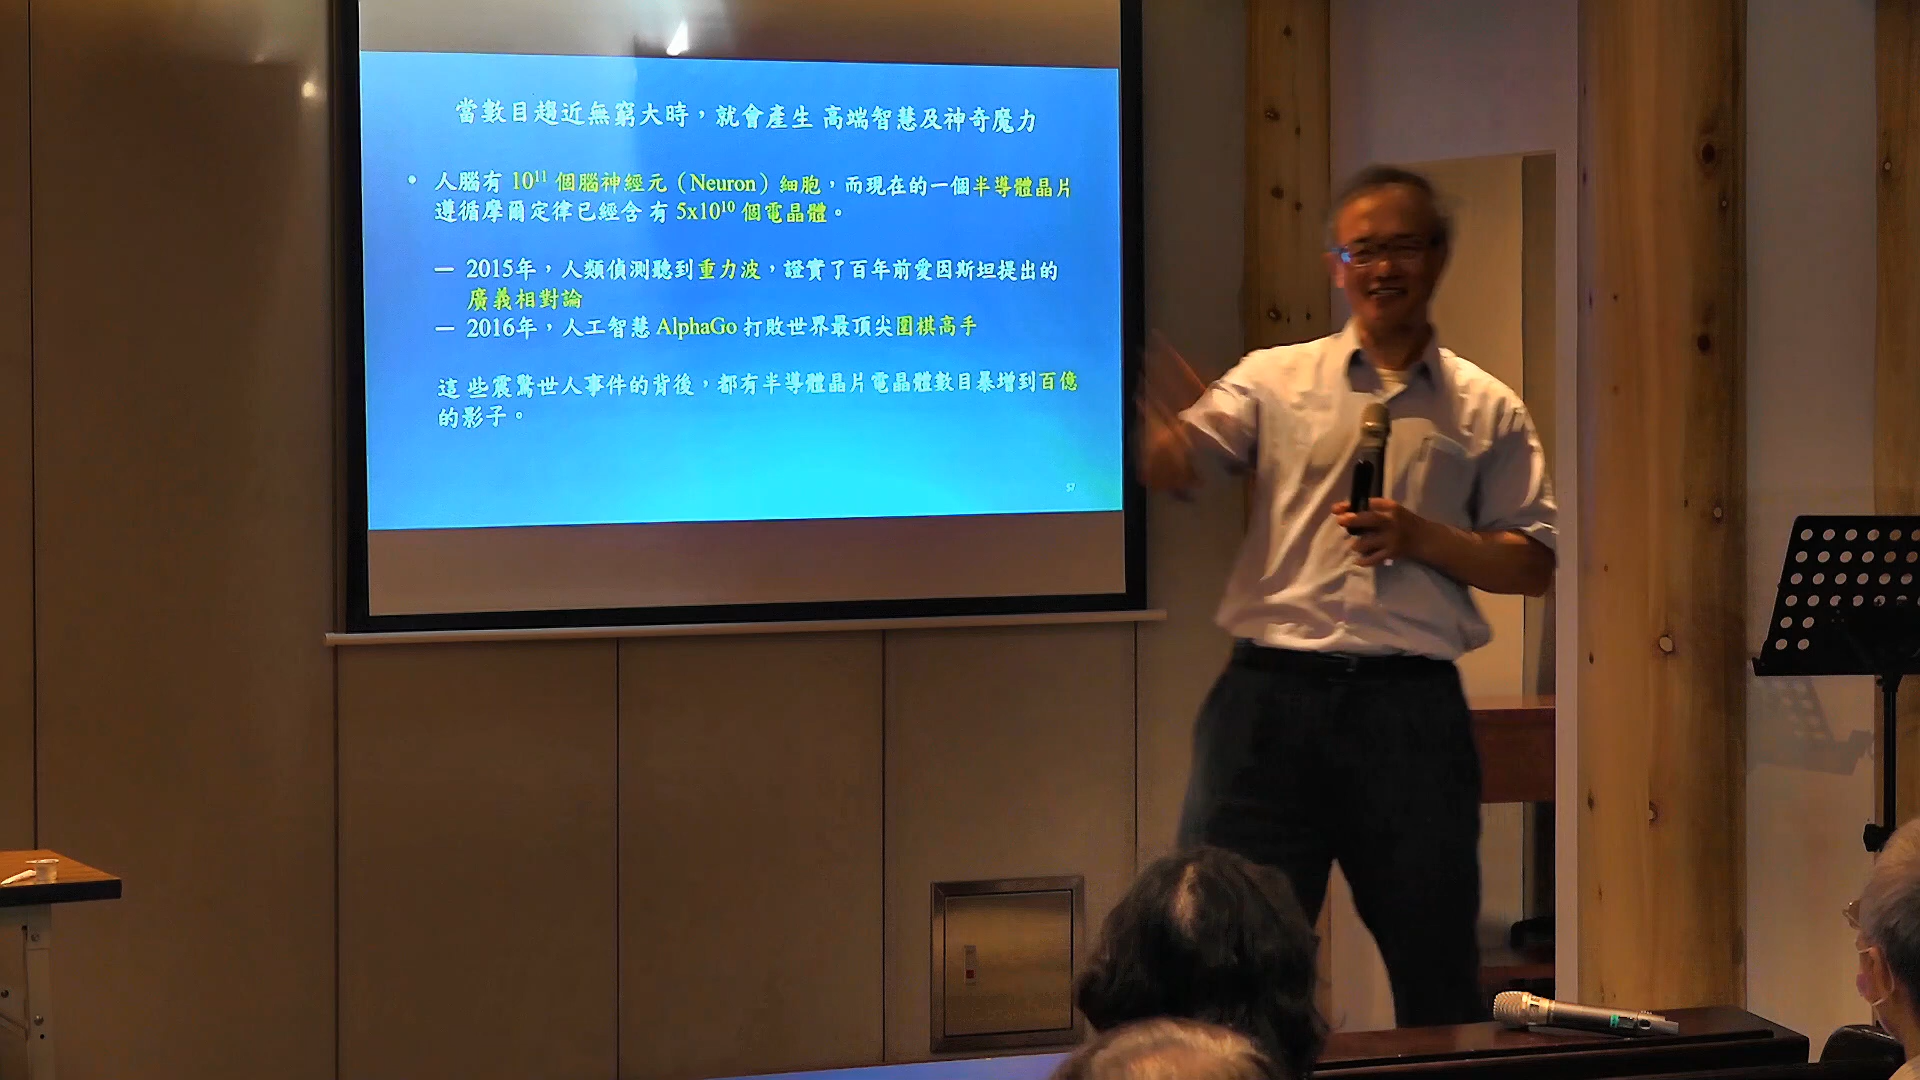 當數目趨近無窮大時，就會產生 高端智慧及神奇魔力
• 人腦有 10¹¹ 個腦神經元（Neuron）細胞，而現在的一個半導體晶片
遵循摩爾定律已經含有 5x10¹⁰ 個電晶體。
— 2015年，人類偵測聽到重力波，證實了百年前愛因斯坦提出的
廣義相對論
— 2016年，人工智慧 AlphaGo 打敗世界最頂尖圍棋高手
這些震驚世人事件的背後，都有半導體晶片電晶體數目暴增到百億
的影子。
57